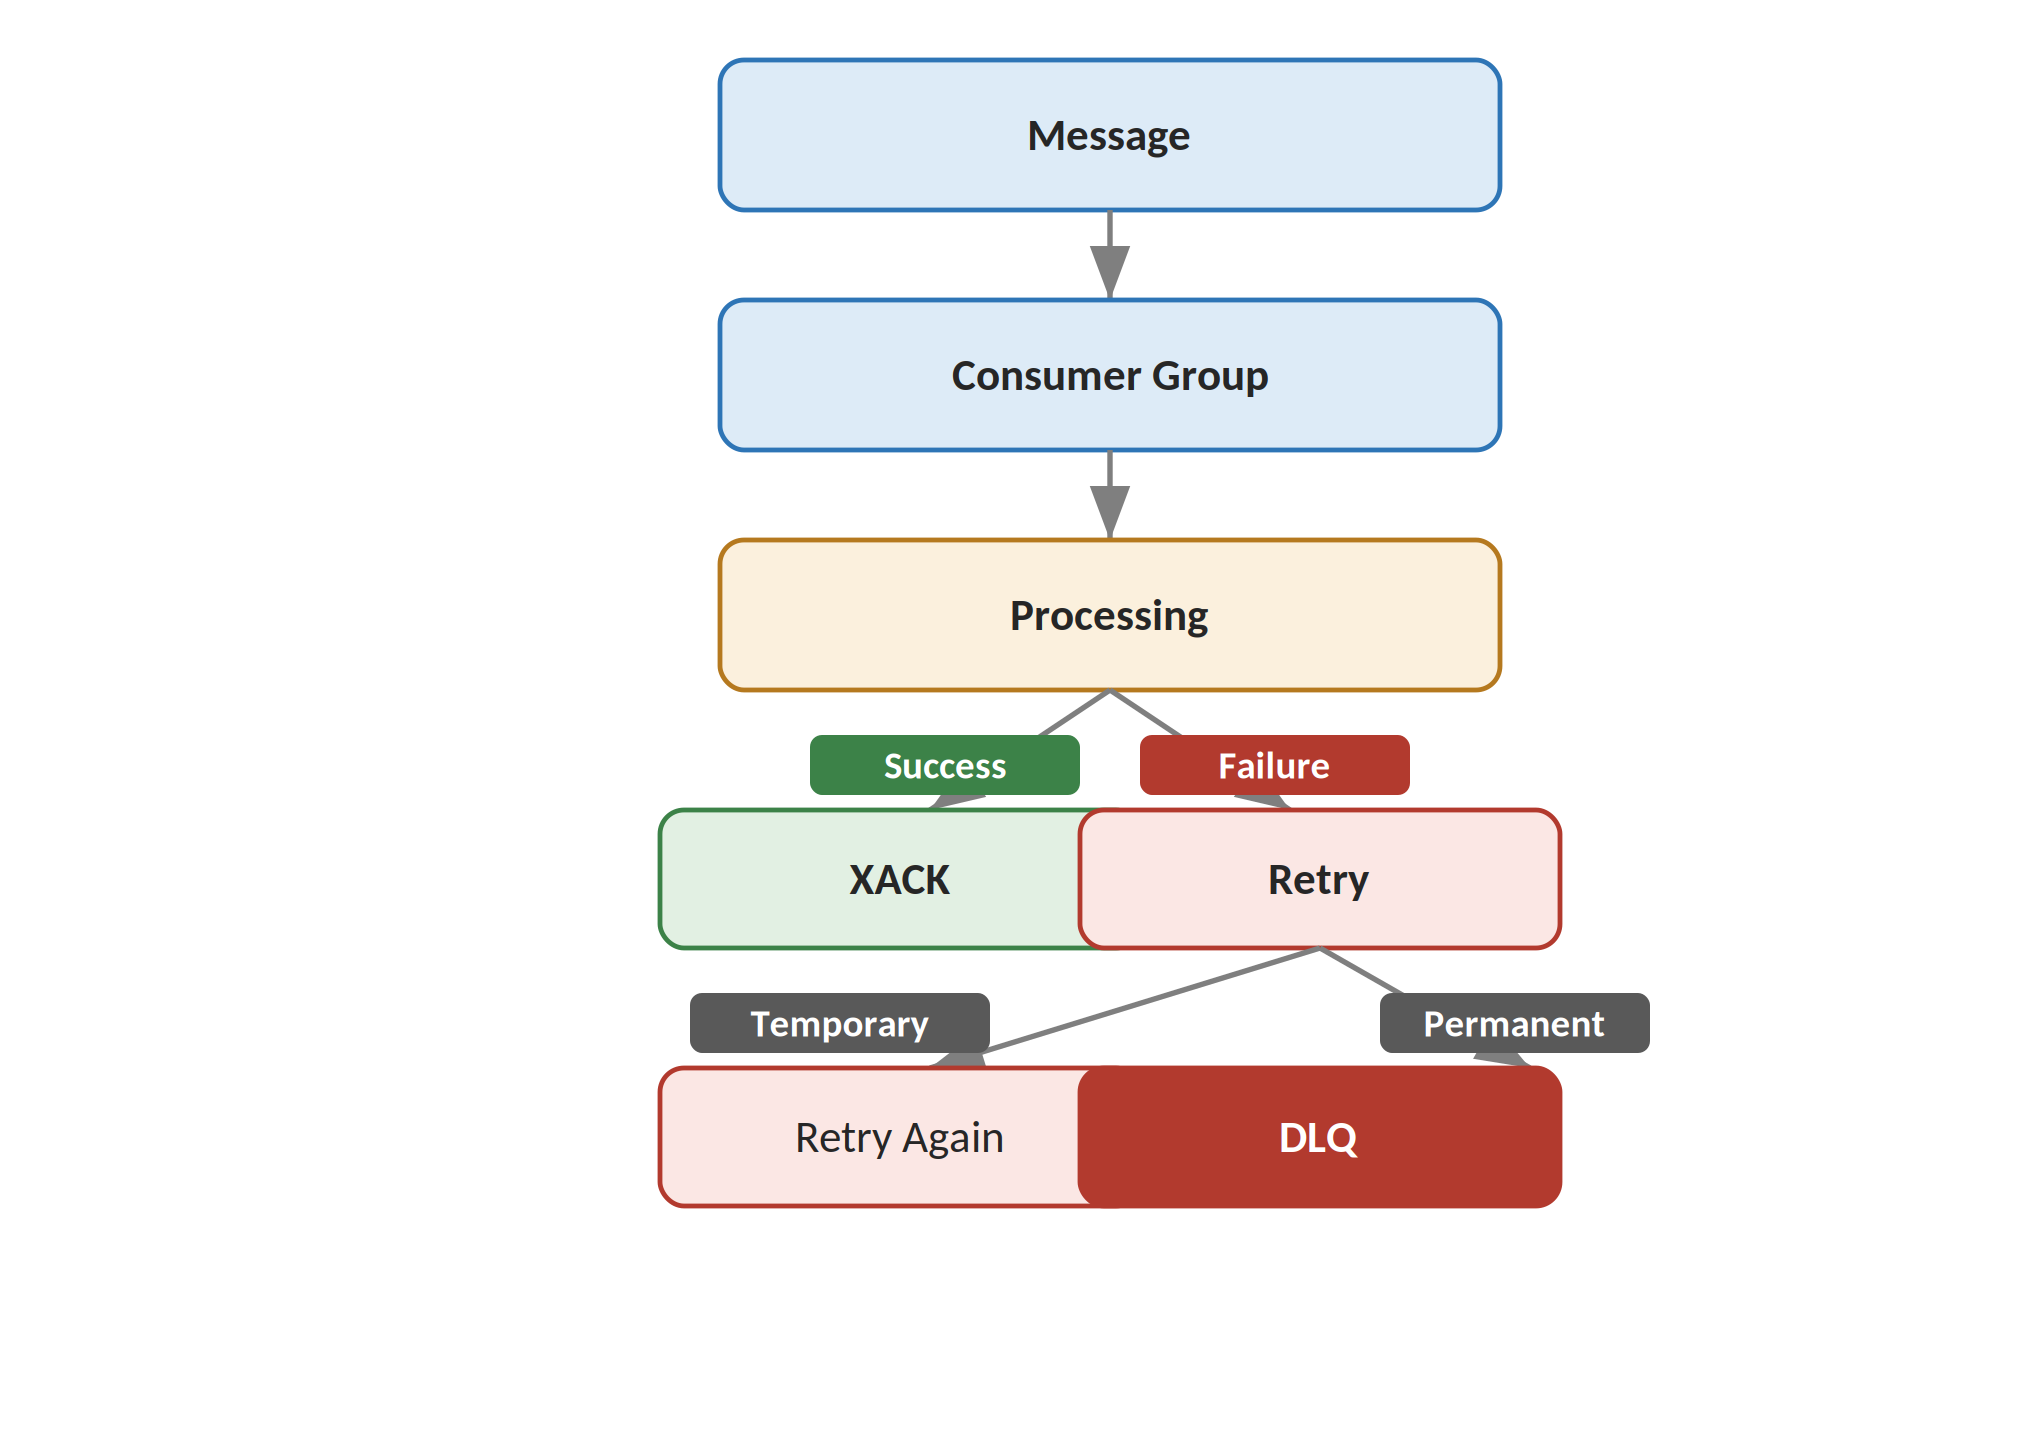 Message
Consumer Group
Processing
Success
Failure
XACK
Retry
Temporary
Permanent
Retry Again
DLQ